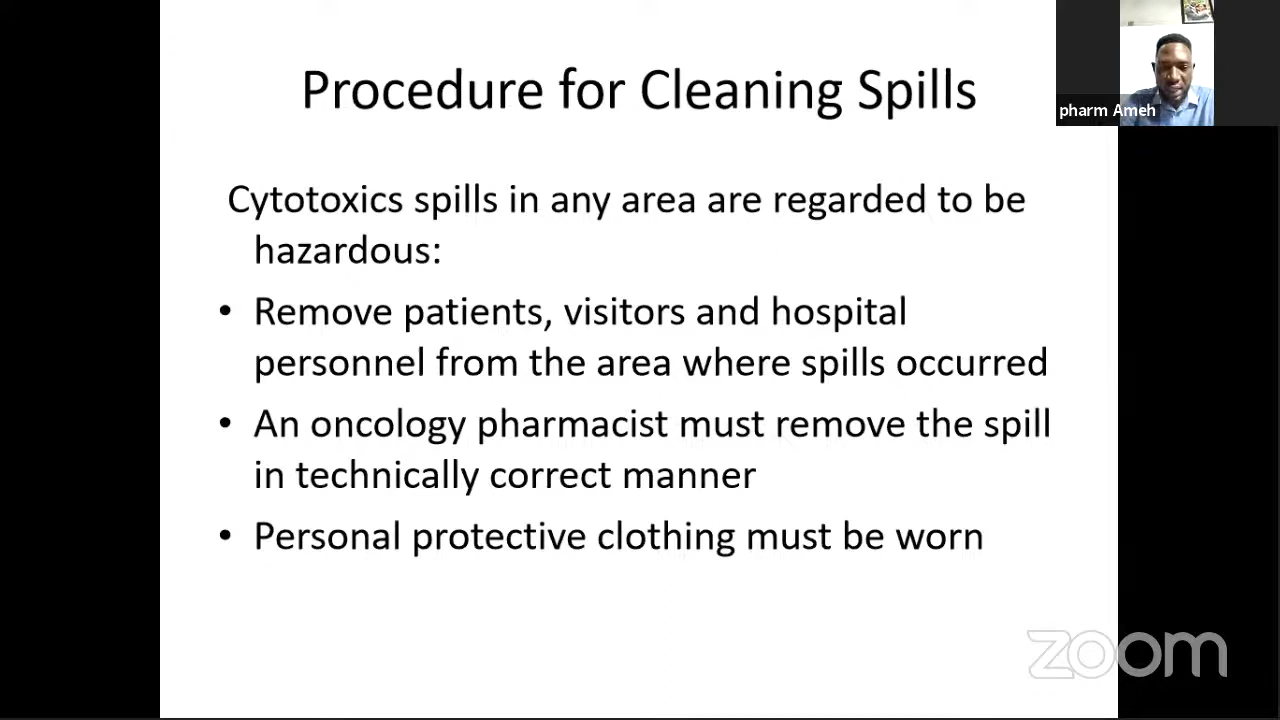 Procedure for Cleaning Spills
pharm Ameh
Cytotoxics spills in any area are regarded to be
hazardous:
• Remove patients, visitors and hospital
personnel from the area where spills occurred
• An oncology pharmacist must remove the spill
in technically correct manner
• Personal protective clothing must be worn
zoom